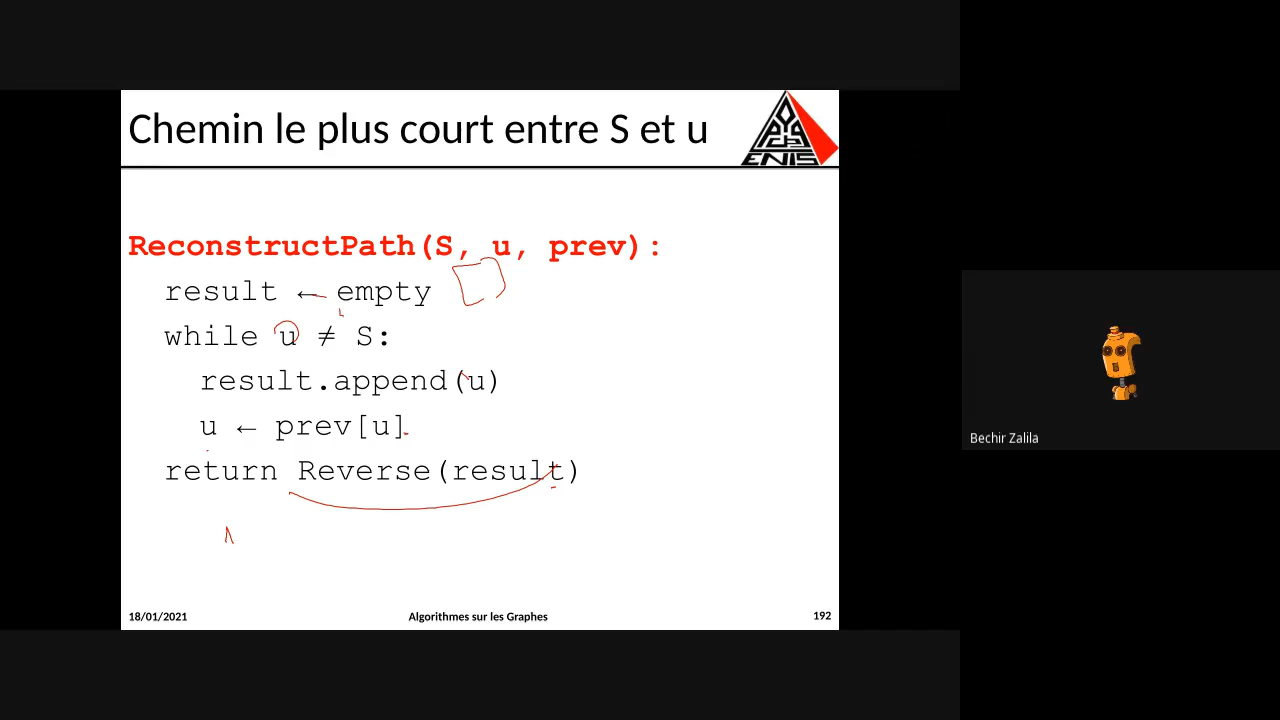 Chemin le plus court entre S et u
ENIS
ReconstructPath(S, u, prev):
result ← empty
while u ≠ S:
result.append(u)
u ← prev[u]
return Reverse(result)
18/01/2021
Algorithmes sur les Graphes
192
Bechir Zalila